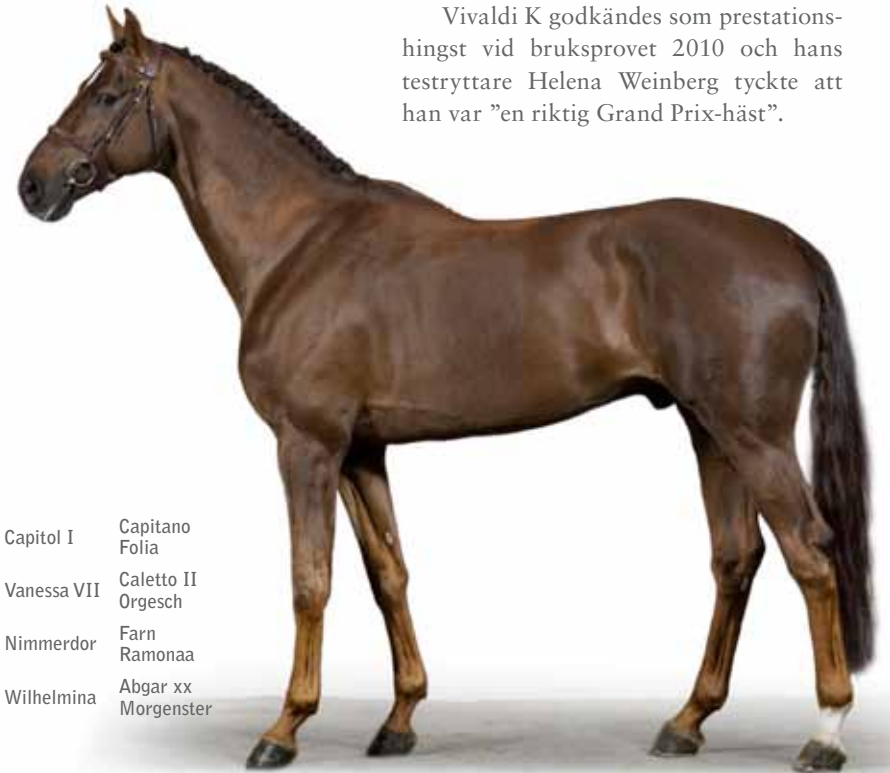 Vivaldi K godkändes som prestations-
hingst vid bruksprovet 2010 och hans
testryttare Helena Weinberg tyckte att
han var ”en riktig Grand Prix-häst”.
Capitol I
Capitano
Folia
Vanessa VII
Caletto II
Orgesch
Nimmerdor
Farn
Ramonaa
Wilhelmina
Abgar xx
Morgenster